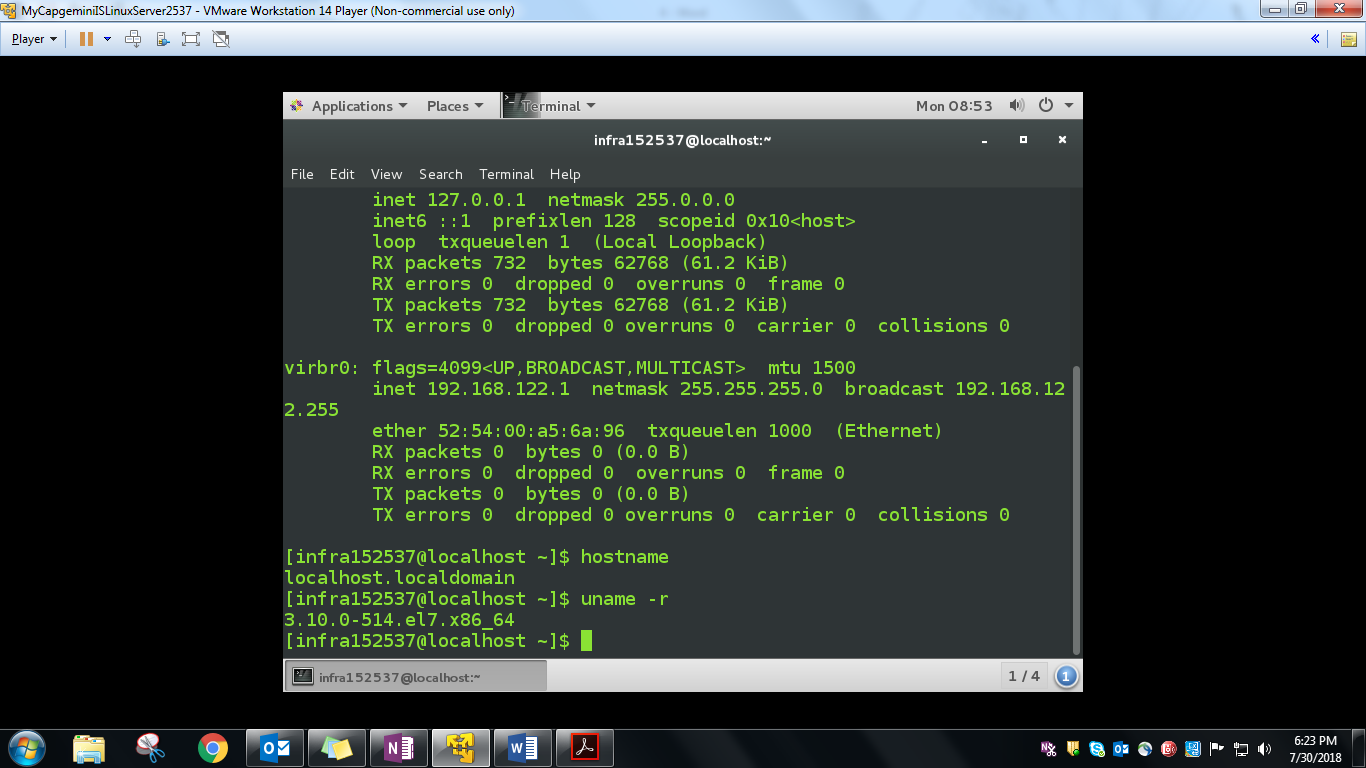 MyCapgeminiISLinuxServer2537 - VMware Workstation 14 Player (Non-commercial use only)
Player
Applications Places Terminal Mon 08:53
infra152537@localhost:~
File Edit View Search Terminal Help
inet 127.0.0.1  netmask 255.0.0.0
inet6 ::1  prefixlen 128  scopeid 0x10<host>
loop  txqueuelen 1  (Local Loopback)
RX packets 732  bytes 62768 (61.2 KiB)
RX errors 0  dropped 0  overruns 0  frame 0
TX packets 732  bytes 62768 (61.2 KiB)
TX errors 0  dropped 0 overruns 0  carrier 0  collisions 0
virbr0: flags=4099<UP,BROADCAST,MULTICAST>  mtu 1500
inet 192.168.122.1  netmask 255.255.255.0  broadcast 192.168.12
2.255
ether 52:54:00:a5:6a:96  txqueuelen 1000  (Ethernet)
RX packets 0  bytes 0 (0.0 B)
RX errors 0  dropped 0  overruns 0  frame 0
TX packets 0  bytes 0 (0.0 B)
TX errors 0  dropped 0 overruns 0  carrier 0  collisions 0
[infra152537@localhost ~]$ hostname
localhost.localdomain
[infra152537@localhost ~]$ uname -r
3.10.0-514.el7.x86_64
[infra152537@localhost ~]$
infra152537@localhost:~ 1 / 4 1
6:23 PM
7/30/2018